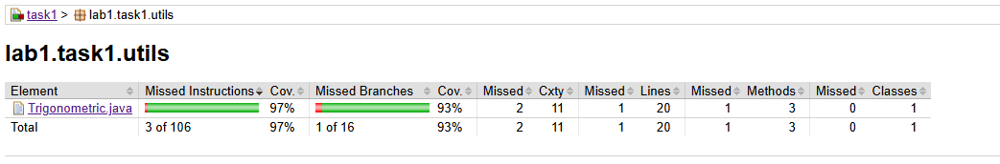 task1 > lab1.task1.utils
lab1.task1.utils
Element Missed Instructions Cov. Missed Branches Cov. Missed Cxty Missed Lines Missed Methods Missed Classes
Trigonometric.java 97% 93% 2 11 1 20 1 3 0 1
Total 3 of 106 97% 1 of 16 93% 2 11 1 20 1 3 0 1